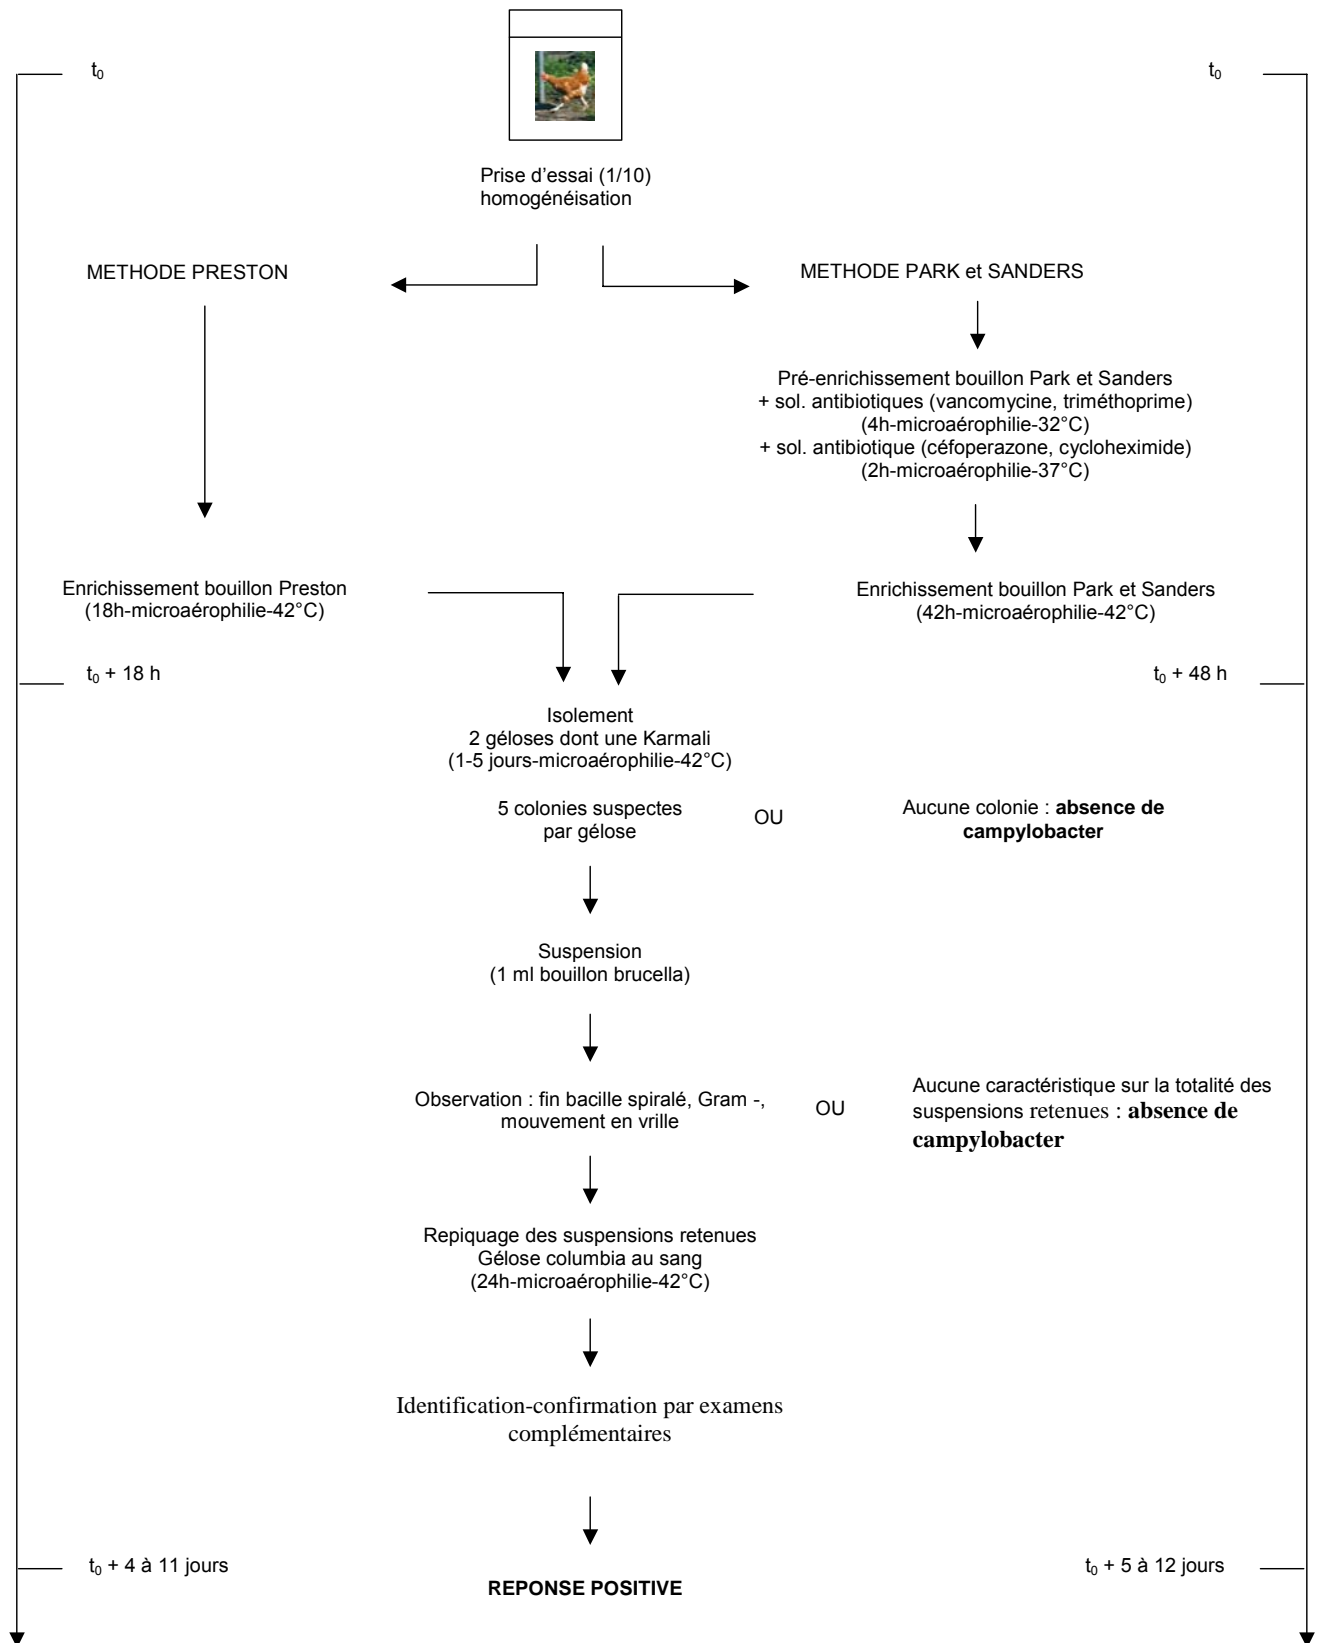 t₀
t₀
Prise d'essai (1/10)
homogénéisation
METHODE PRESTON
METHODE PARK et SANDERS
Pré-enrichissement bouillon Park et Sanders
+ sol. antibiotiques (vancomycine, triméthoprime)
(4h-microaérophilie-32°C)
+ sol. antibiotique (céfoperazone, cycloheximide)
(2h-microaérophilie-37°C)
Enrichissement bouillon Preston
(18h-microaérophilie-42°C)
Enrichissement bouillon Park et Sanders
(42h-microaérophilie-42°C)
t₀ + 18 h
t₀ + 48 h
Isolement
2 géloses dont une Karmali
(1-5 jours-microaérophilie-42°C)
5 colonies suspectes
par gélose
OU
Aucune colonie : absence de
campylobacter
Suspension
(1 ml bouillon brucella)
Observation : fin bacille spiralé, Gram -,
mouvement en vrille
OU
Aucune caractéristique sur la totalité des
suspensions retenues : absence de
campylobacter
Repiquage des suspensions retenues
Gélose columbia au sang
(24h-microaérophilie-42°C)
Identification-confirmation par examens
complémentaires
t₀ + 4 à 11 jours
t₀ + 5 à 12 jours
REPONSE POSITIVE